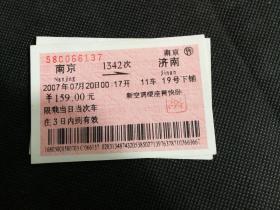 58C066137 南京 售
南京 1342次 济南
Nanjing Jinan
2007年07月20日00:17开 11车 19号下铺
￥159.00元 新空调硬座普快卧
限乘当日当次车
在3日内到有效